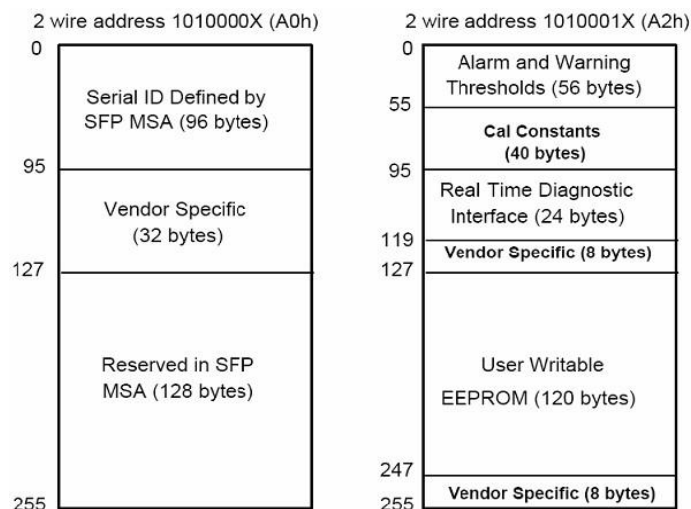 2 wire address 1010000X (A0h)
0
Serial ID Defined by
SFP MSA (96 bytes)
95
Vendor Specific
(32 bytes)
127
Reserved in SFP
MSA (128 bytes)
255
2 wire address 1010001X (A2h)
0
Alarm and Warning
Thresholds (56 bytes)
55
Cal Constants
(40 bytes)
95
Real Time Diagnostic
Interface (24 bytes)
119
Vendor Specific (8 bytes)
127
User Writable
EEPROM (120 bytes)
247
Vendor Specific (8 bytes)
255